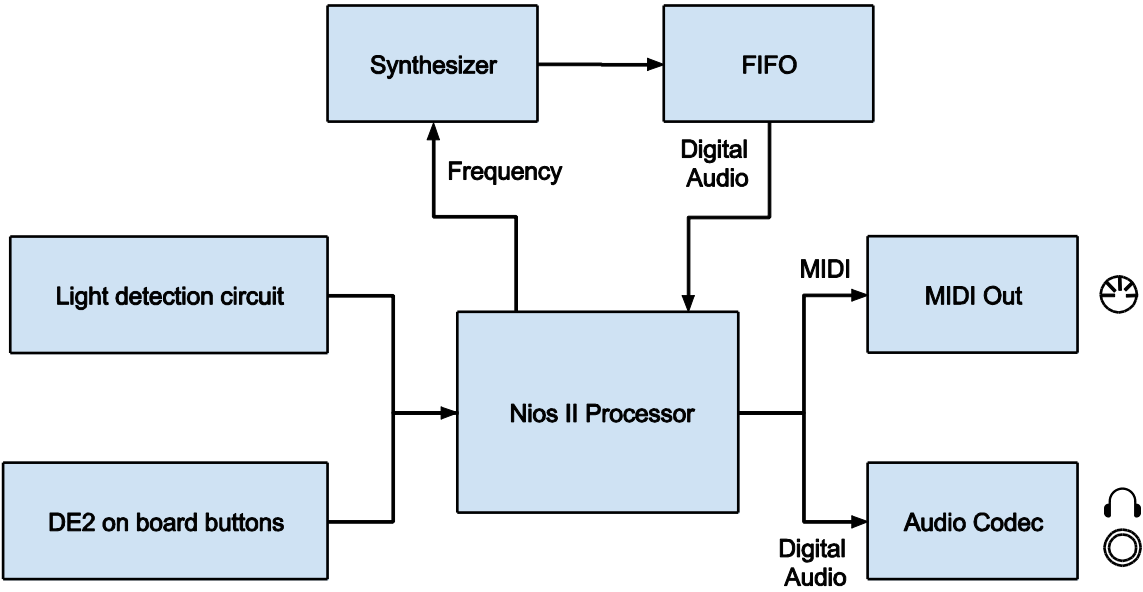 Synthesizer
FIFO
Frequency
Digital
Audio
Light detection circuit
MIDI
MIDI Out
Nios II Processor
DE2 on board buttons
Audio Codec
Digital
Audio